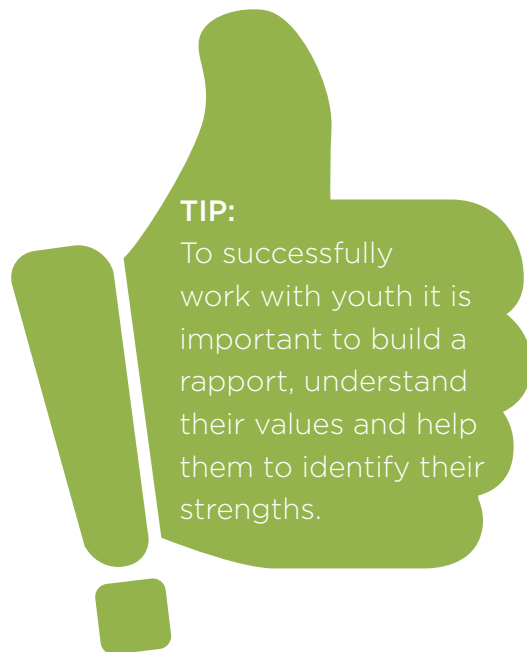 TIP:
To successfully
work with youth it is
important to build a
rapport, understand
their values and help
them to identify their
strengths.